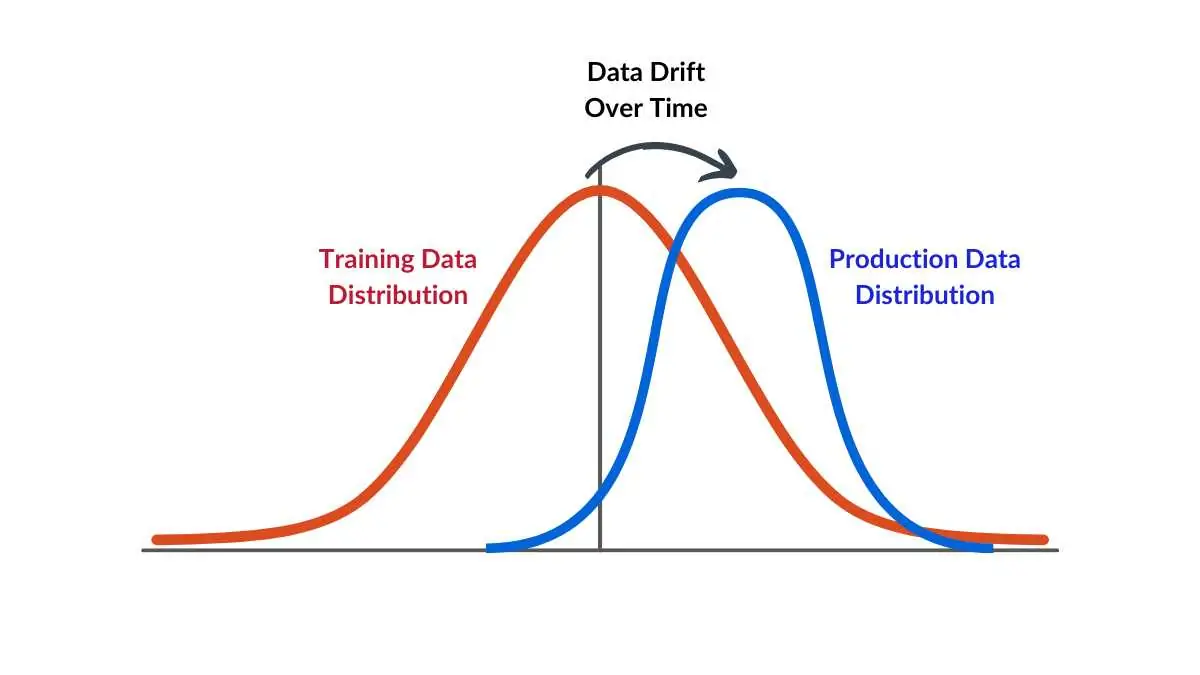 Data Drift
Over Time
Training Data
Distribution
Production Data
Distribution